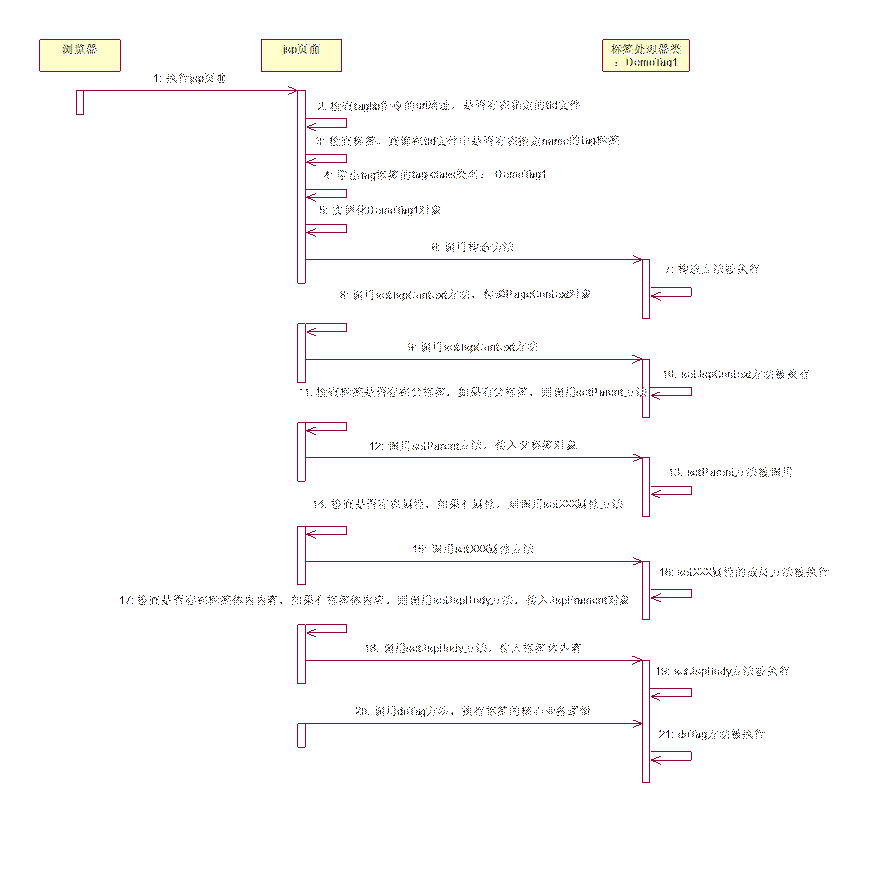 浏览器
jsp页面
标签处理器类
：DemoTag1
1: 执行jsp页面
2: 检查taglib指令的uri地址，是否有存在的tld文件
3: 检查标签，查询在tld文件中是否存在指定name的tag标签
4: 得到tag标签的tag-class类型： DemoTag1
5: 实例化DemoTag1对象
6: 调用构造方法
7: 构造方法被执行
8: 调用setJspContext方法，传递PageContext对象
9: 调用setJspContext方法
10: setJspContext方法被执行
11: 检查标签是否存在父标签，如果有父标签，则调用setParent方法
12: 调用setParent方法，传入父标签对象
13: setParent方法被调用
14: 检查是否存在属性，如果有属性，则调用setXXX属性方法
15: 调用setXXX属性方法
16: setXXX属性的 方法被执行
17: 检查是否存在标签体内内容，如果有标签体内容，则调用setJspBody方法，传入JspFrament对象
18: 调用setJspBody方法，传入标签体内容
19: setJspBody方法被执行
20: 调用doTag方法，执行标签的核心业务逻辑
21: doTag方法被执行